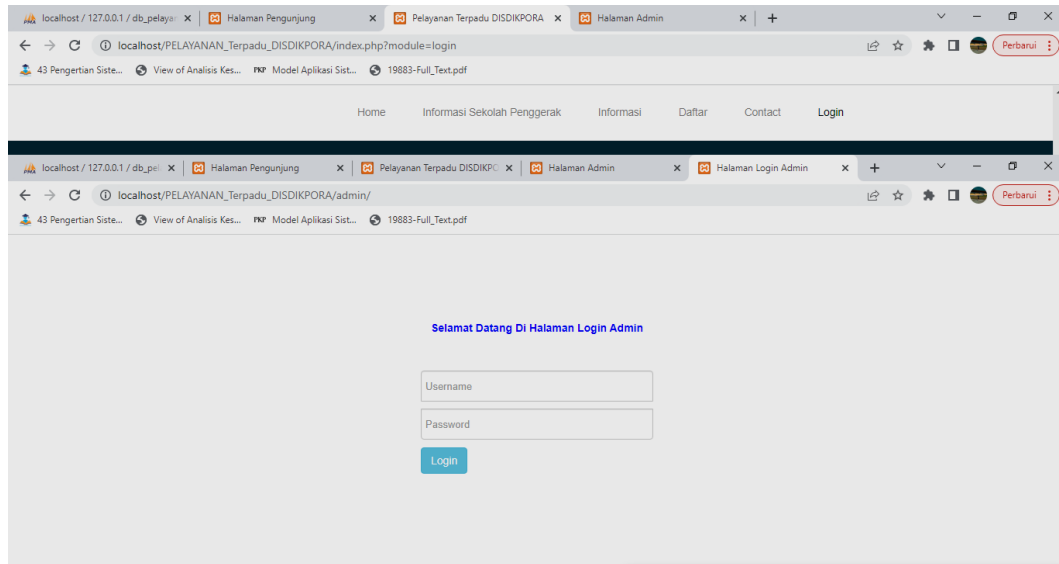 localhost / 127.0.0.1 / db_pelayan Halaman Pengunjung Pelayanan Terpadu DISDIKPORA Halaman Admin
localhost/PELAYANAN_Terpadu_DISDIKPORA/index.php?module=login Perbarui
43 Pengertian Siste... View of Analisis Kes... PKP Model Aplikasi Sist... 19883-Full_Text.pdf
Home Informasi Sekolah Penggerak Informasi Daftar Contact Login
localhost / 127.0.0.1 / db_pel Halaman Pengunjung Pelayanan Terpadu DISDIKPO Halaman Admin Halaman Login Admin
localhost/PELAYANAN_Terpadu_DISDIKPORA/admin/ Perbarui
43 Pengertian Siste... View of Analisis Kes... PKP Model Aplikasi Sist... 19883-Full_Text.pdf
Selamat Datang Di Halaman Login Admin
Username
Password
Login